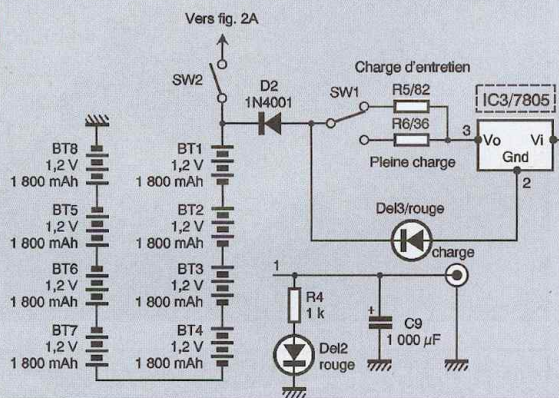 Vers fig. 2A
SW2
D2
1N4001
SW1
Charge d'entretien
R5/82
R6/36
Pleine charge
IC3/7805
3
Vo
Vi
Gnd
2
Del3/rouge
charge
BT8
1,2 V
1 800 mAh
BT1
1,2 V
1 800 mAh
BT5
1,2 V
1 800 mAh
BT2
1,2 V
1 800 mAh
BT6
1,2 V
1 800 mAh
BT3
1,2 V
1 800 mAh
BT7
1,2 V
1 800 mAh
BT4
1,2 V
1 800 mAh
1
R4
1 k
+
C9
1 000 µF
Del2
rouge